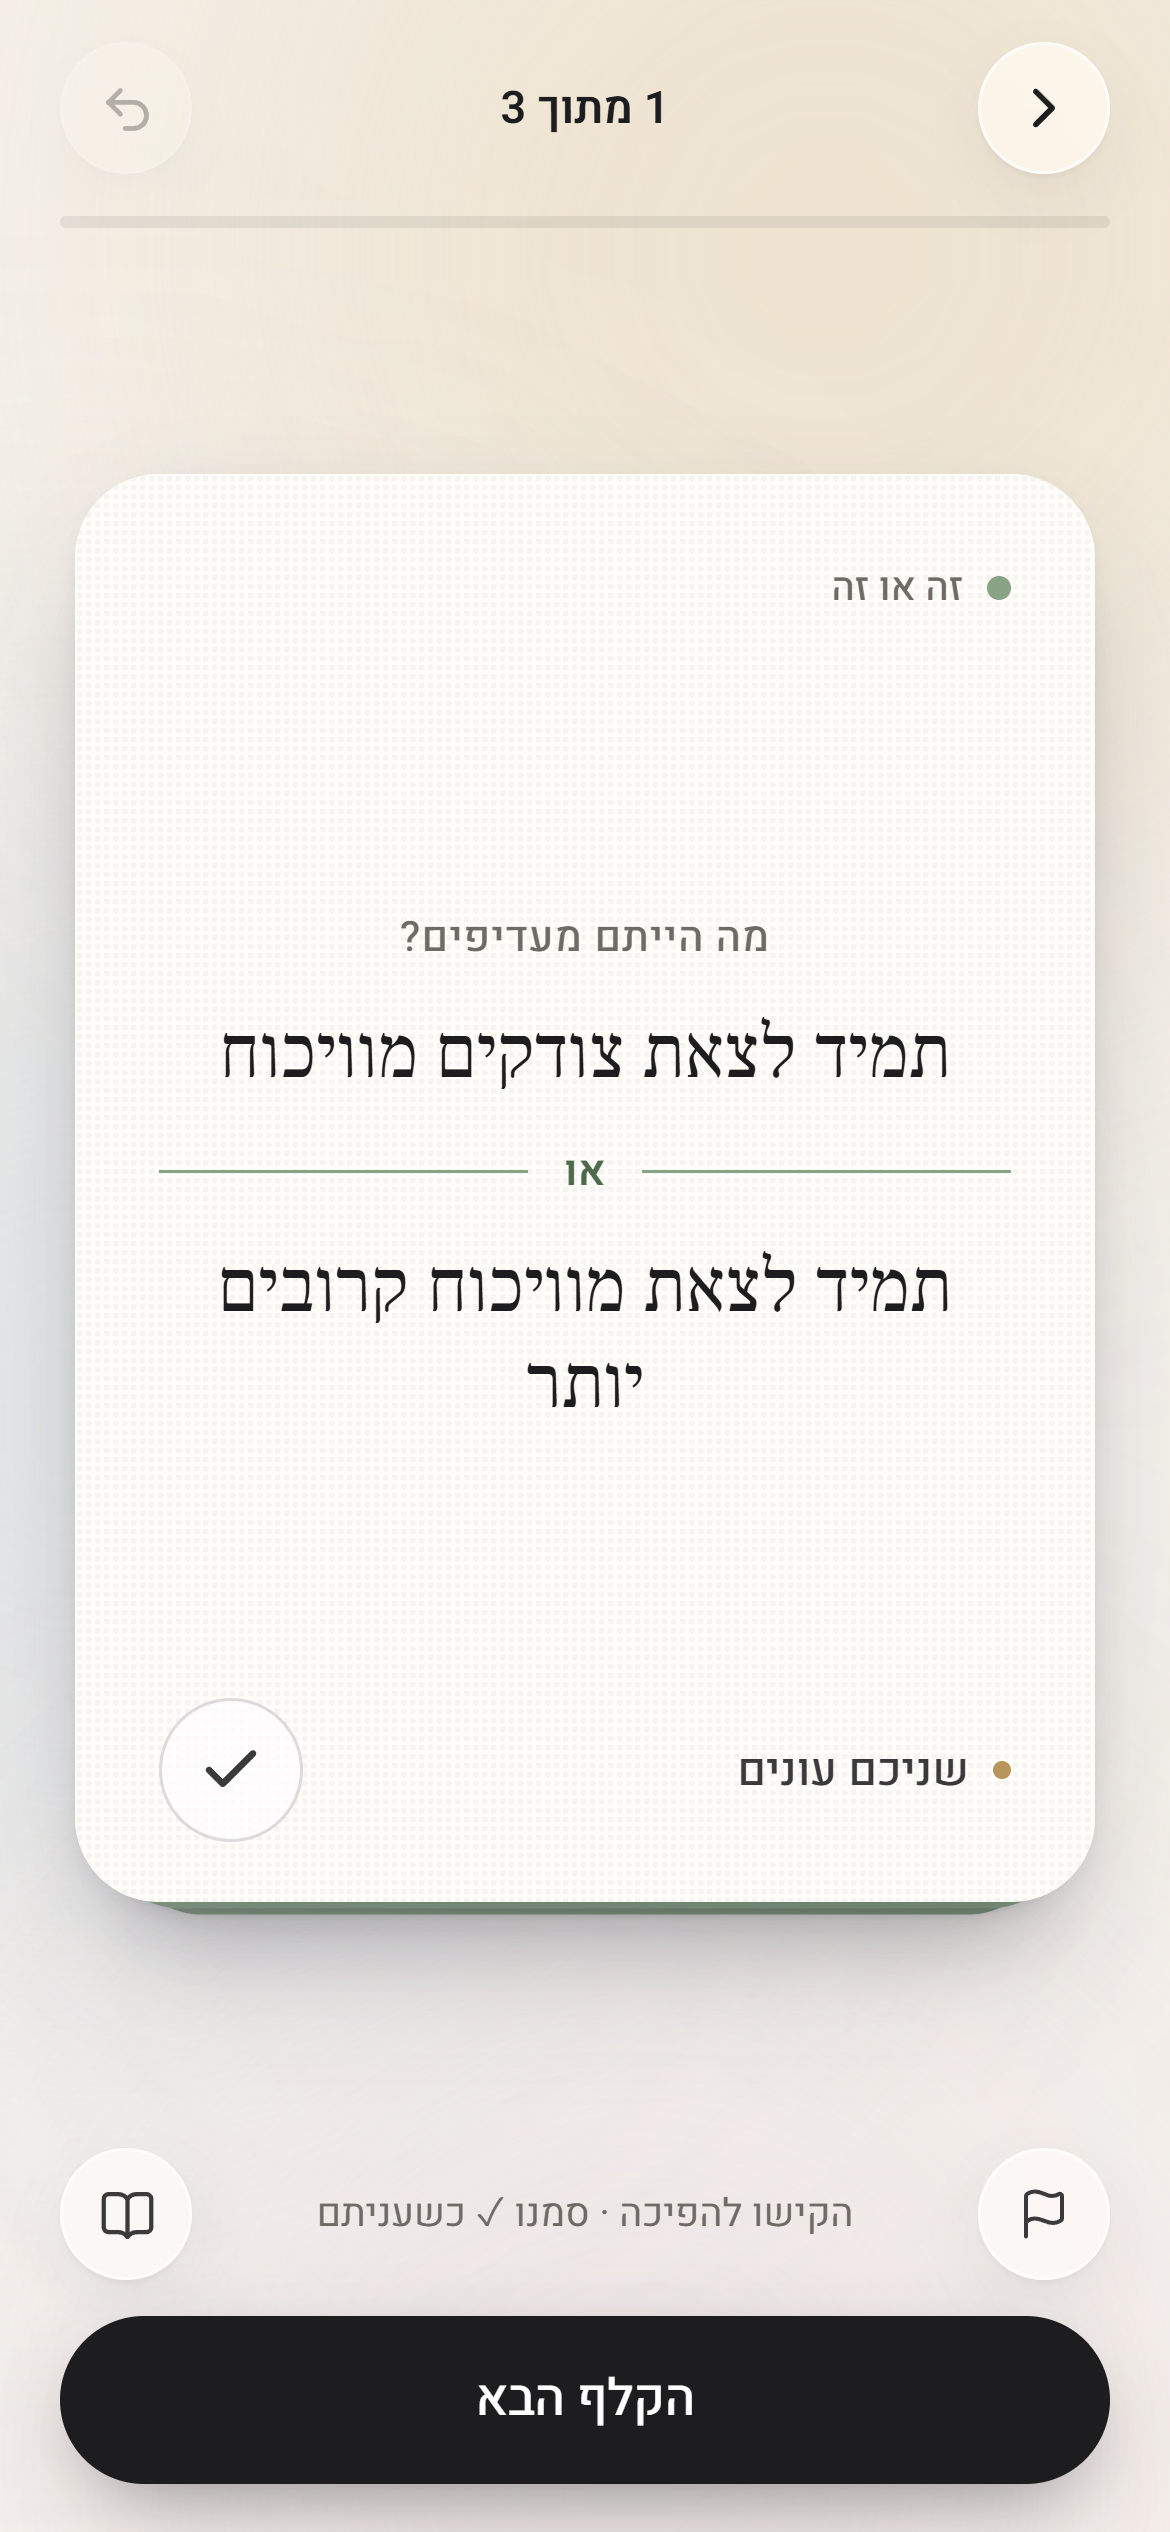 1 מתוך 3
זה או זה
מה הייתם מעדיפים?
תמיד לצאת צודקים מוויכוח
או
תמיד לצאת מוויכוח קרובים
יותר
שניכם עונים
הקישו להפיכה · סמנו ✓ כשעניתם
הקלף הבא